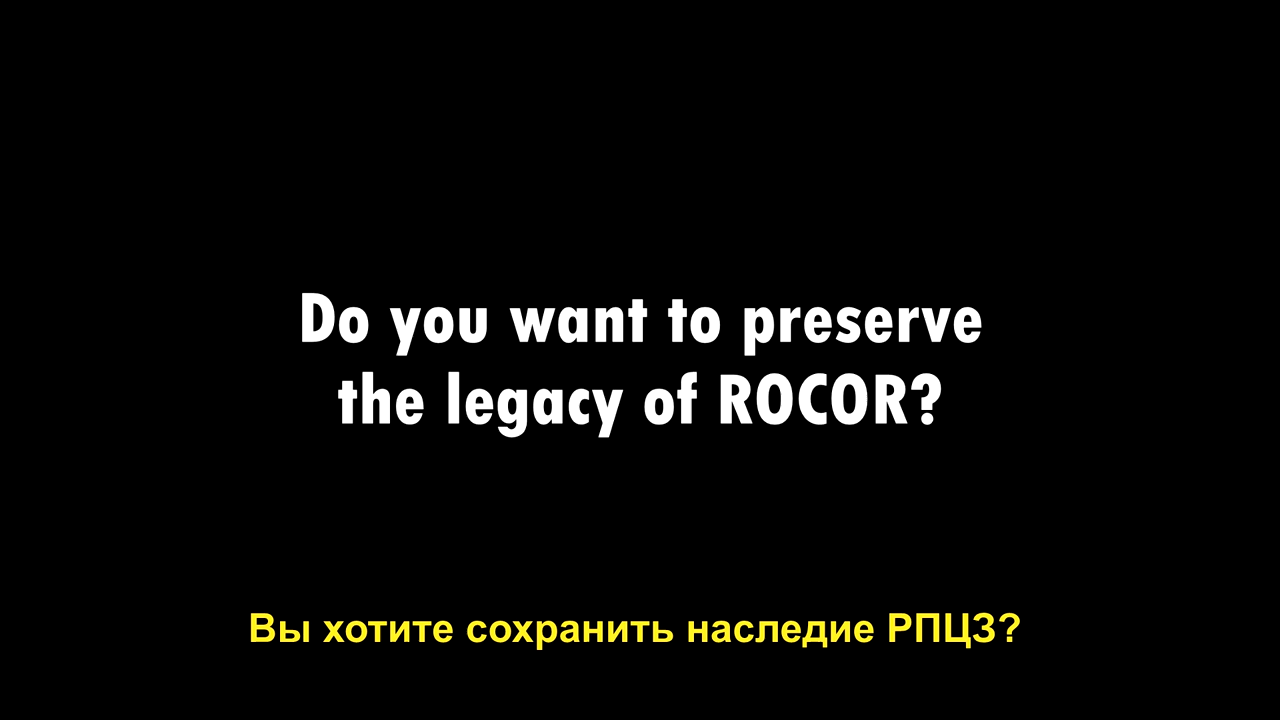 Do you want to preserve
the legacy of ROCOR?
Вы хотите сохранить наследие РПЦЗ?